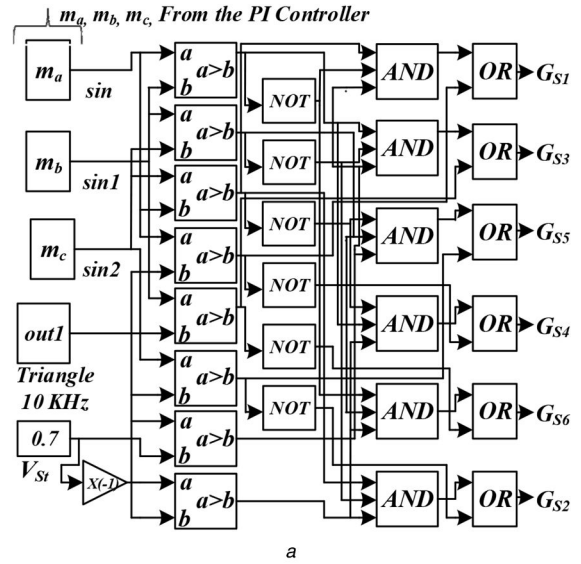 m_a, m_b, m_c, From the PI Controller
m_a
sin
m_b
sin1
m_c
sin2
out1
Triangle
10 KHz
0.7
V_St
X(-1)
a
a>b
b
a
a>b
b
a
a>b
b
a
a>b
b
a
a>b
b
a
a>b
b
a
a>b
b
a
a>b
b
NOT
NOT
NOT
NOT
NOT
NOT
AND
AND
AND
AND
AND
AND
OR
G_S1
OR
G_S3
OR
G_S5
OR
G_S4
OR
G_S6
OR
G_S2
a